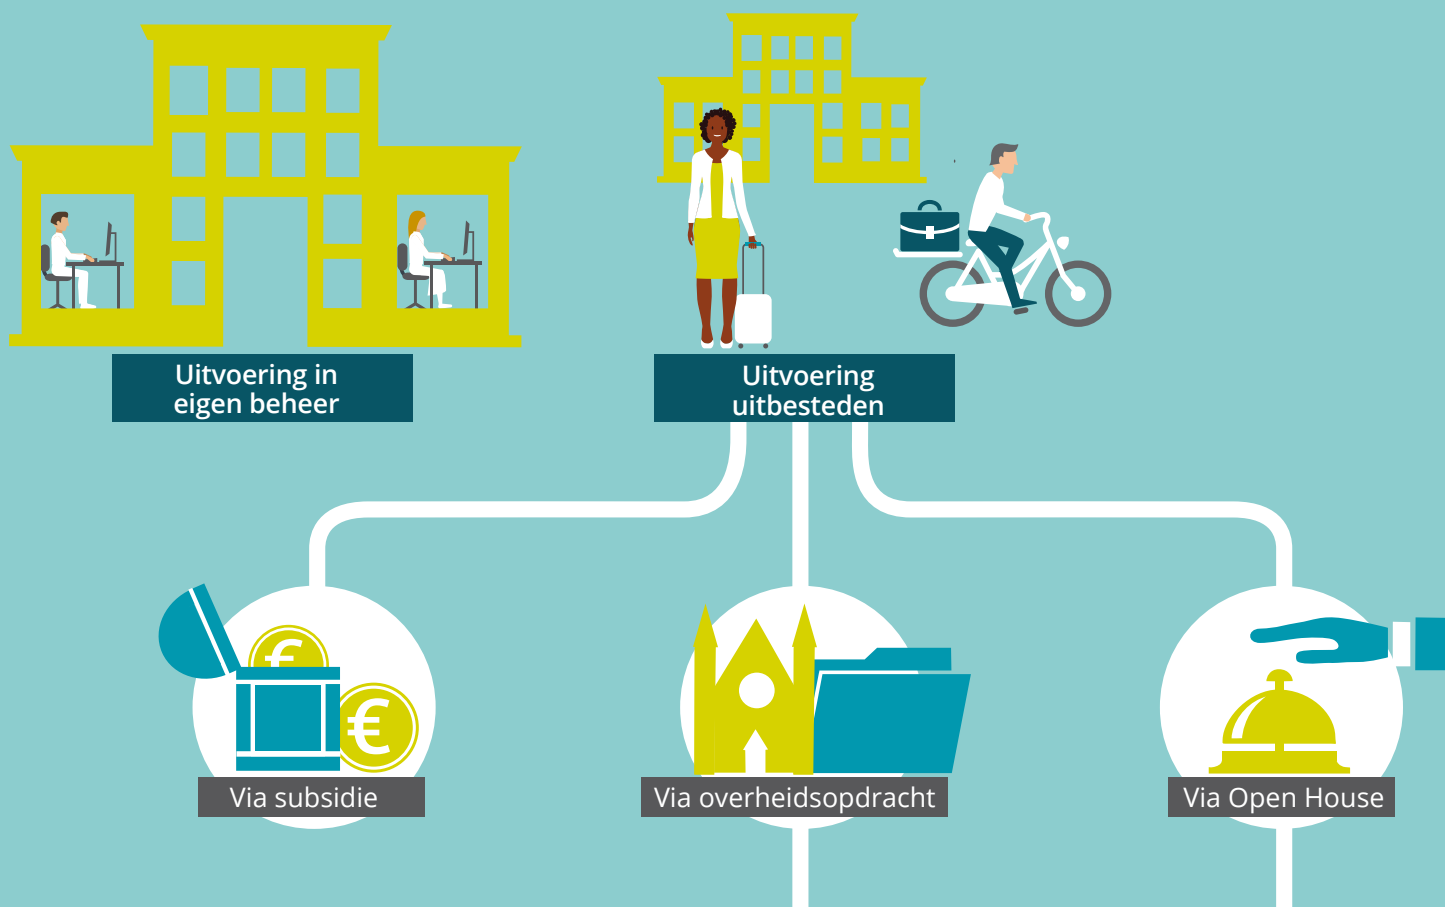 Uitvoering in
eigen beheer
Uitvoering
uitbesteden
€
€
Via subsidie
Via overheidsopdracht
Via Open House